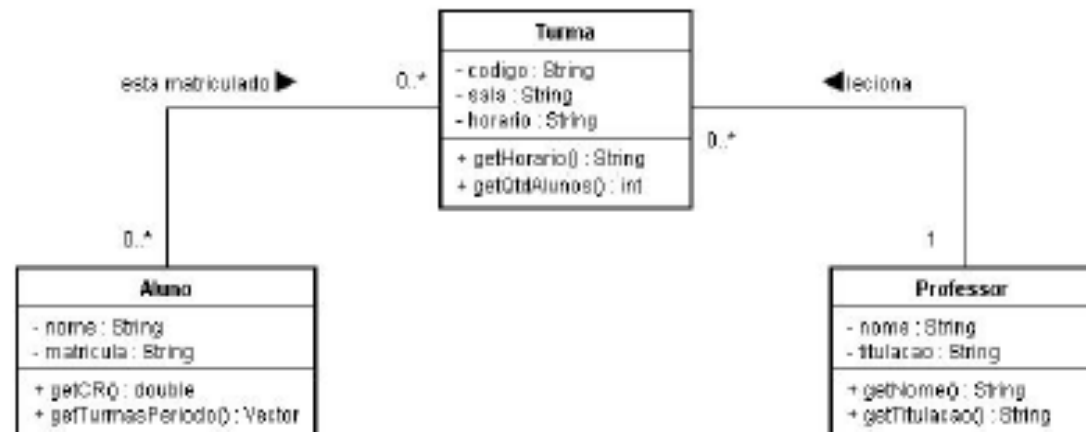 Turma
- codigo : String
- sala : String
- horario : String
+ getHorario() : String
+ getQtdAlunos() : int
esta matriculado ▶
0..*
◀ leciona
0..*
0..*
1
Aluno
- nome : String
- matricula : String
+ getCR() : double
+ getTurmasPeriodo() : Vector
Professor
- nome : String
- titulacao : String
+ getNome() : String
+ getTitulacao() : String